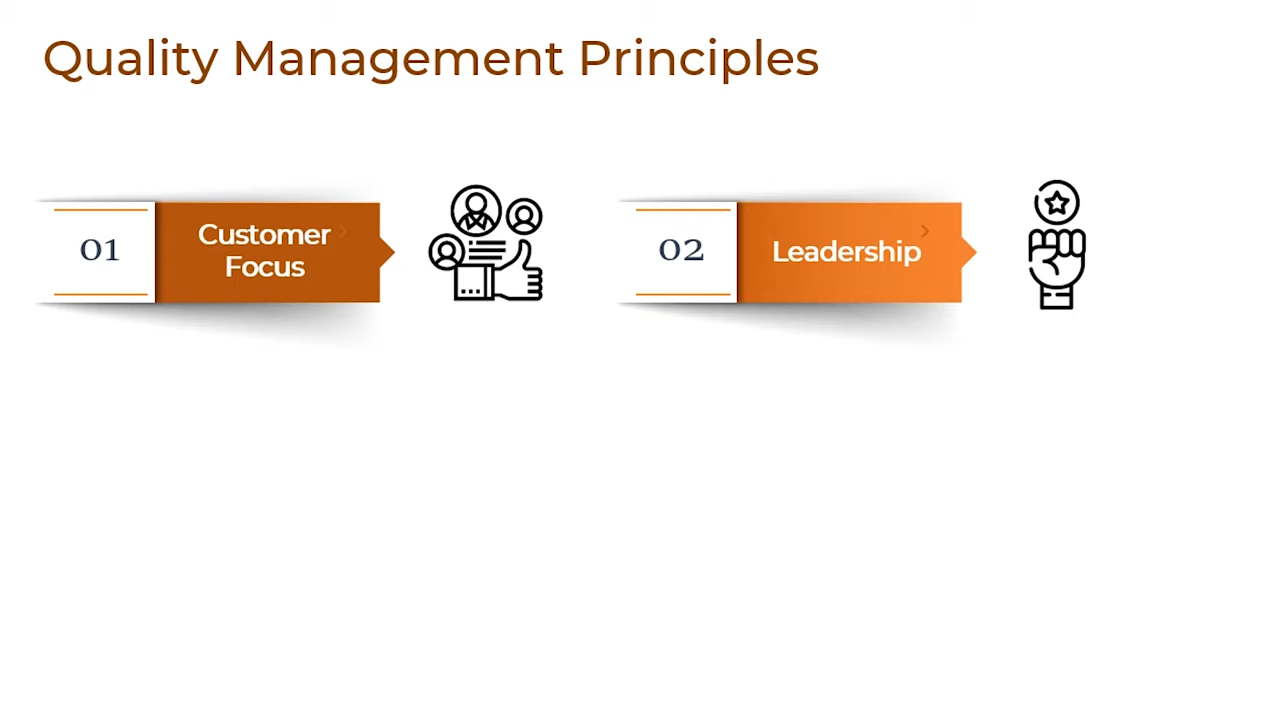 Quality Management Principles
01
Customer
Focus
02
Leadership